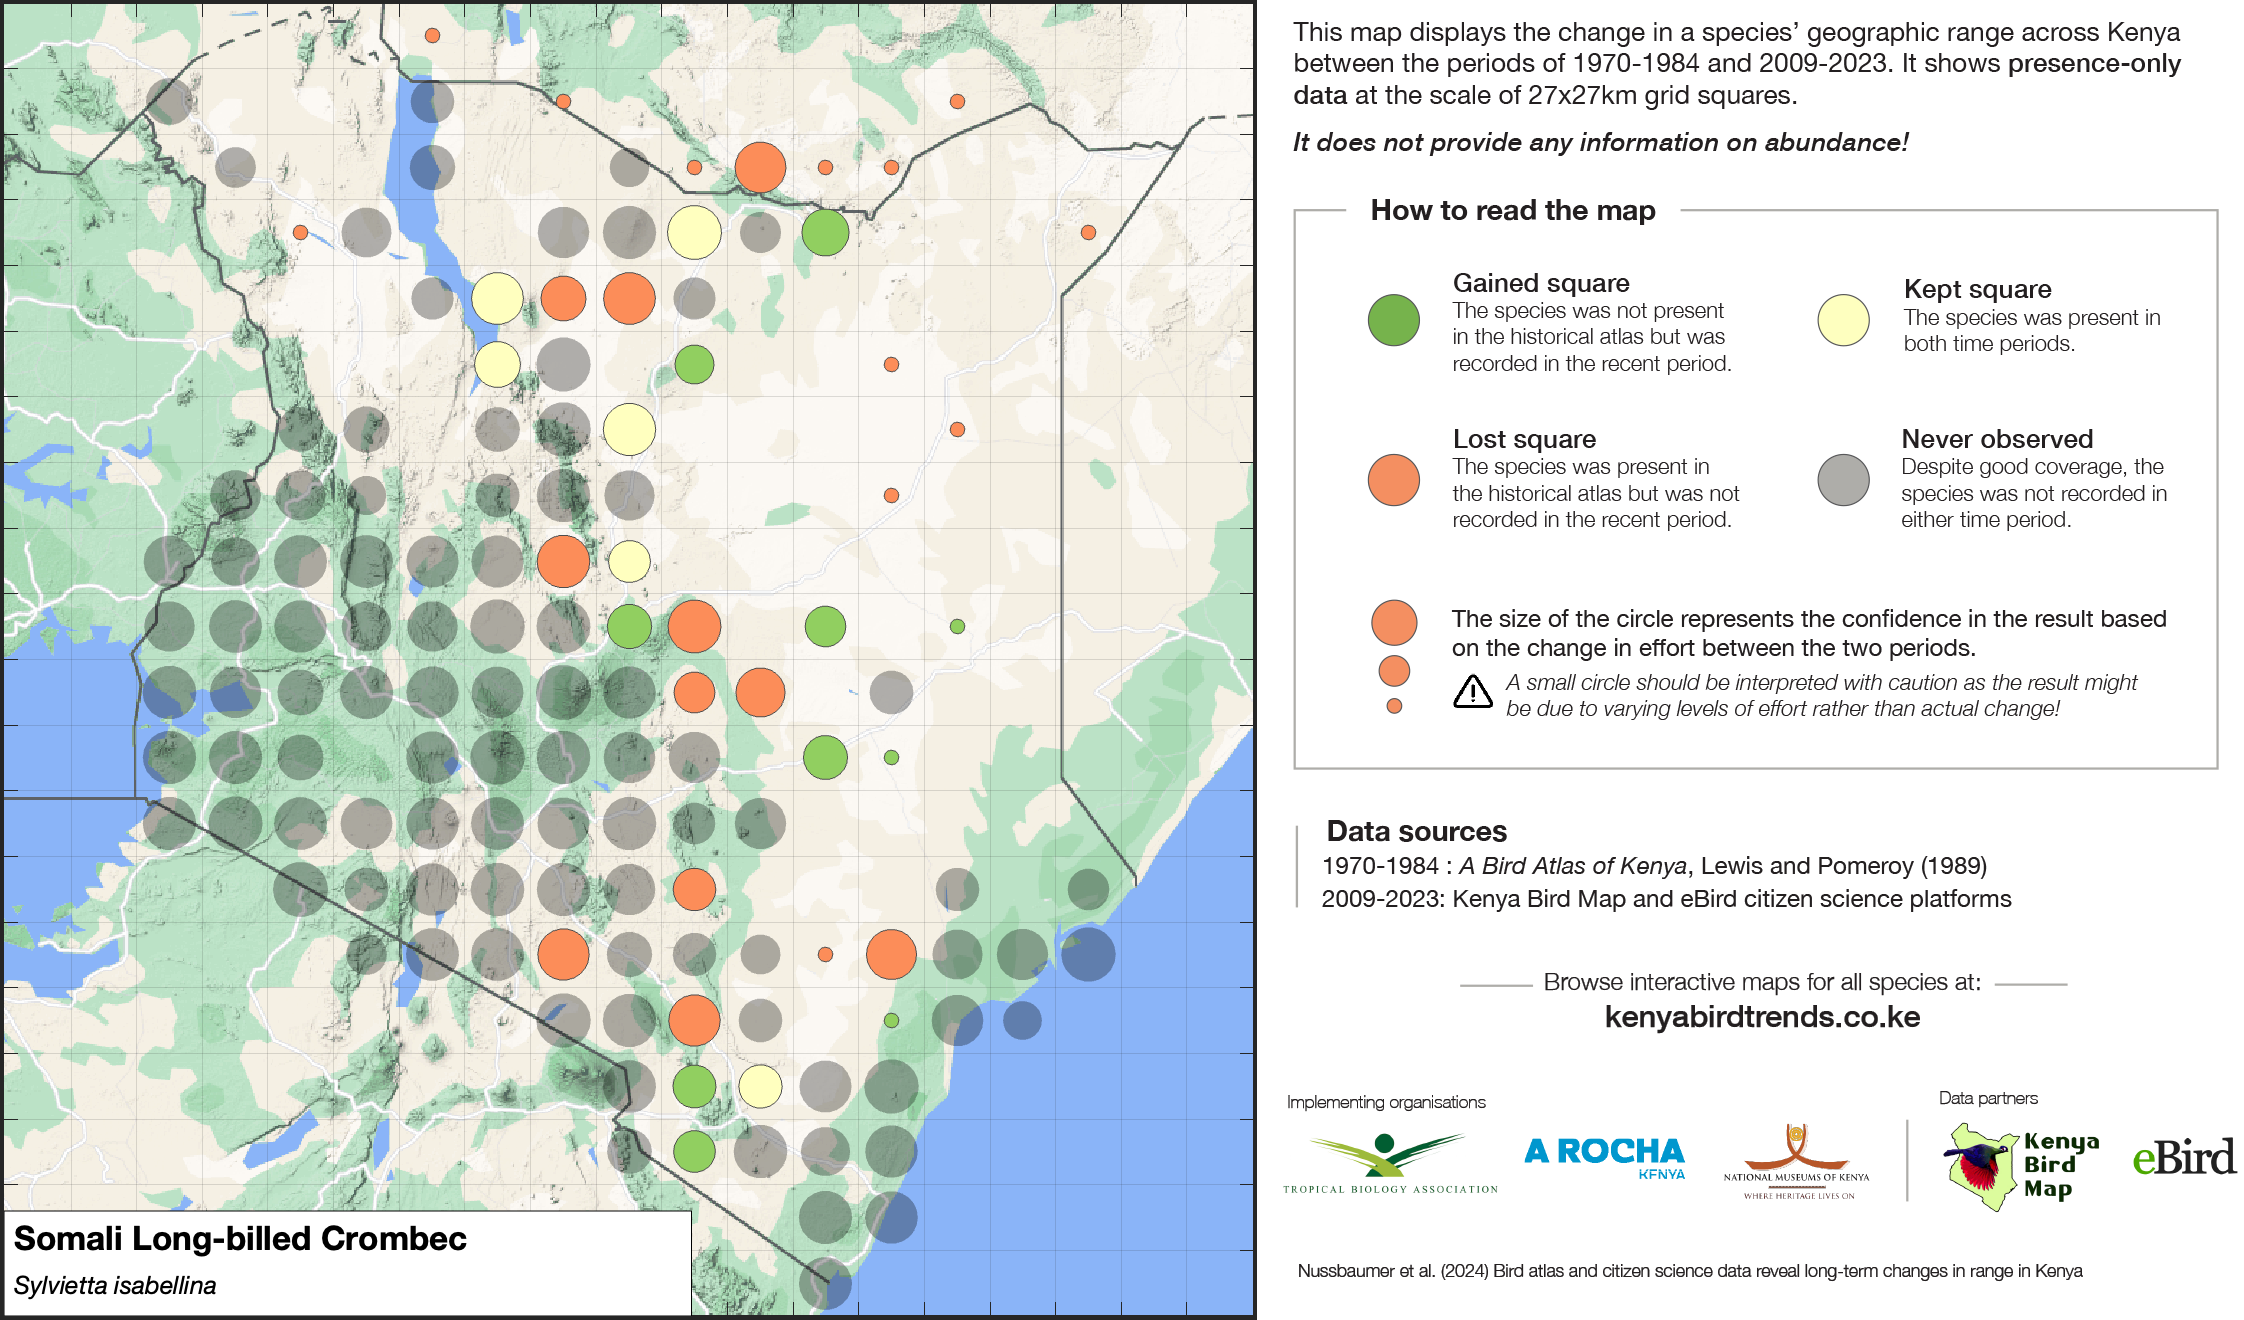 This map displays the change in a species’ geographic range across Kenya
between the periods of 1970-1984 and 2009-2023. It shows presence-only
data at the scale of 27x27km grid squares.
It does not provide any information on abundance!
How to read the map
Gained square
The species was not present
in the historical atlas but was
recorded in the recent period.
Kept square
The species was present in
both time periods.
Lost square
The species was present in
the historical atlas but was not
recorded in the recent period.
Never observed
Despite good coverage, the
species was not recorded in
either time period.
The size of the circle represents the confidence in the result based
on the change in effort between the two periods.
A small circle should be interpreted with caution as the result might
be due to varying levels of effort rather than actual change!
Data sources
1970-1984 : A Bird Atlas of Kenya, Lewis and Pomeroy (1989)
2009-2023: Kenya Bird Map and eBird citizen science platforms
Browse interactive maps for all species at:
kenyabirdtrends.co.ke
Implementing organisations
Data partners
TROPICAL BIOLOGY ASSOCIATION
A ROCHA
KENYA
NATIONAL MUSEUMS OF KENYA
WHERE HERITAGE LIVES ON
Kenya
Bird
Map
eBird
Somali Long-billed Crombec
Sylvietta isabellina
Nussbaumer et al. (2024) Bird atlas and citizen science data reveal long-term changes in range in Kenya